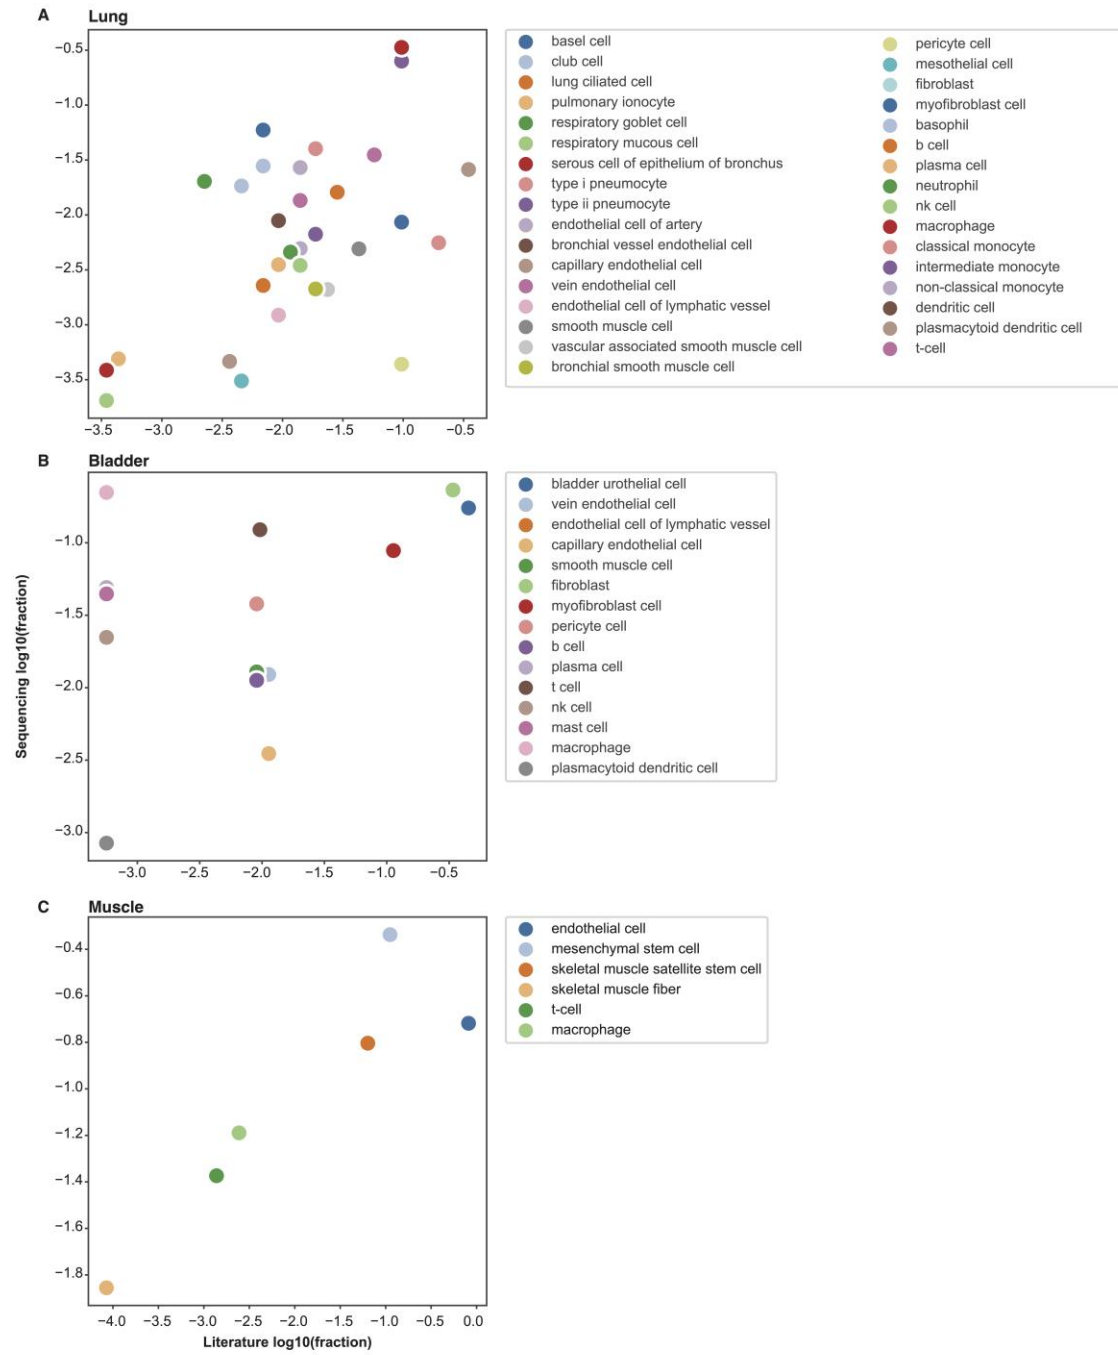 A Lung
−0.5
−1.0
−1.5
−2.0
−2.5
−3.0
−3.5
−3.5 −3.0 −2.5 −2.0 −1.5 −1.0 −0.5
basel cell
club cell
lung ciliated cell
pulmonary ionocyte
respiratory goblet cell
respiratory mucous cell
serous cell of epithelium of bronchus
type i pneumocyte
type ii pneumocyte
endothelial cell of artery
bronchial vessel endothelial cell
capillary endothelial cell
vein endothelial cell
endothelial cell of lymphatic vessel
smooth muscle cell
vascular associated smooth muscle cell
bronchial smooth muscle cell
pericyte cell
mesothelial cell
fibroblast
myofibroblast cell
basophil
b cell
plasma cell
neutrophil
nk cell
macrophage
classical monocyte
intermediate monocyte
non-classical monocyte
dendritic cell
plasmacytoid dendritic cell
t-cell
B Bladder
Sequencing log10(fraction)
−1.0
−1.5
−2.0
−2.5
−3.0
−3.0 −2.5 −2.0 −1.5 −1.0 −0.5
bladder urothelial cell
vein endothelial cell
endothelial cell of lymphatic vessel
capillary endothelial cell
smooth muscle cell
fibroblast
myofibroblast cell
pericyte cell
b cell
plasma cell
t cell
nk cell
mast cell
macrophage
plasmacytoid dendritic cell
C Muscle
−0.4
−0.6
−0.8
−1.0
−1.2
−1.4
−1.6
−1.8
−4.0 −3.5 −3.0 −2.5 −2.0 −1.5 −1.0 −0.5 0.0
Literature log10(fraction)
endothelial cell
mesenchymal stem cell
skeletal muscle satellite stem cell
skeletal muscle fiber
t-cell
macrophage